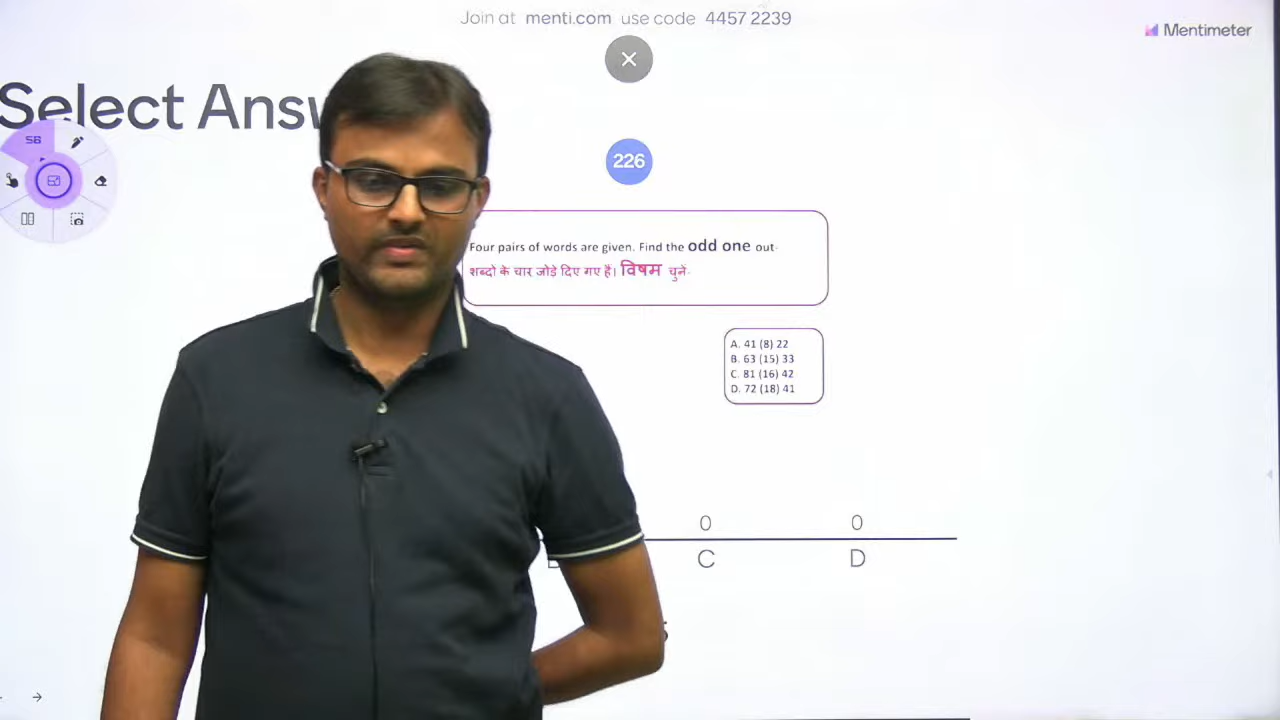 Join at menti.com use code 4457 2239
Mentimeter
Select
S6
226
Four pairs of words are given. Find the odd one out-
शब्दो के चार जोड़े दिए गए हैं। विषम चुनें-
A. 41 (8) 22
B. 63 (15) 33
C. 81 (16) 42
D. 72 (18) 41
0 0
C D